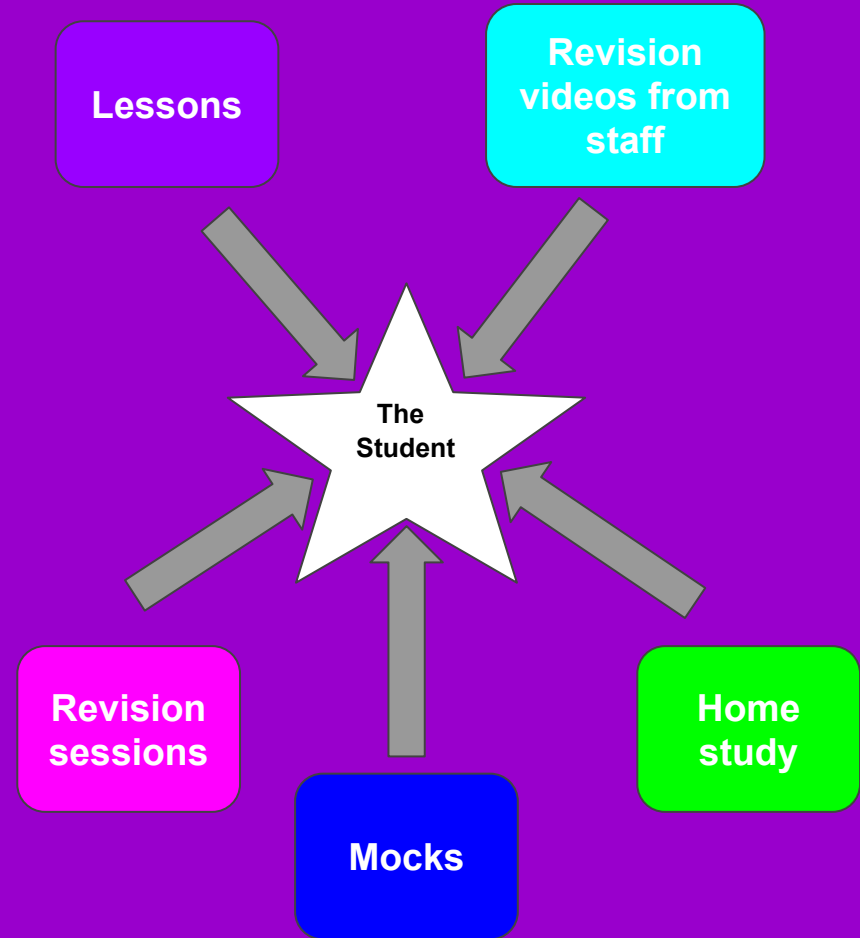 Lessons
Revision
videos from
staff
The
Student
Revision
sessions
Home
study
Mocks